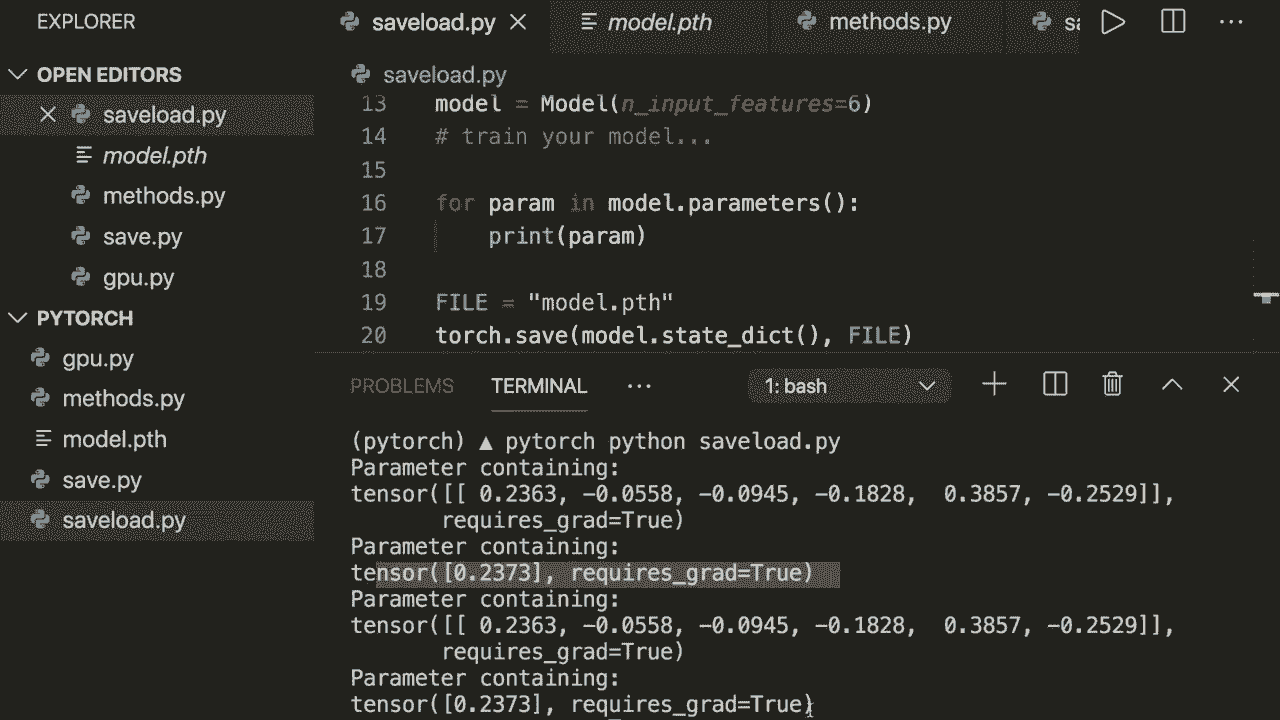 EXPLORER
OPEN EDITORS
saveload.py
model.pth
methods.py
save.py
gpu.py
PYTORCH
gpu.py
methods.py
model.pth
save.py
saveload.py
saveload.py model.pth methods.py sa
saveload.py
13 model = Model(n_input_features=6)
14 # train your model...
15
16 for param in model.parameters():
17 print(param)
18
19 FILE = "model.pth"
20 torch.save(model.state_dict(), FILE)
PROBLEMS TERMINAL ... 1: bash
(pytorch) ▲ pytorch python saveload.py
Parameter containing:
tensor([[ 0.2363, -0.0558, -0.0945, -0.1828,  0.3857, -0.2529]],
requires_grad=True)
Parameter containing:
tensor([0.2373], requires_grad=True)
Parameter containing:
tensor([[ 0.2363, -0.0558, -0.0945, -0.1828,  0.3857, -0.2529]],
requires_grad=True)
Parameter containing:
tensor([0.2373], requires_grad=True)